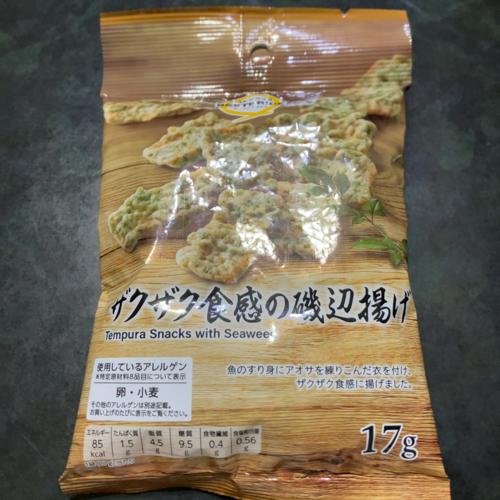 ザクザク食感の磯辺揚げ
Tempura Snacks with Seaweed
魚のすり身にアオサを練りこんだ衣を付け、
ザクザク食感に揚げました。
使用しているアレルゲン
※特定原材料8品目について表示
卵・小麦
その他のアレルゲンは別途記載。
お買い上げのたびに表示をご覧ください。
エネルギー たんぱく質 脂質 糖質 食物繊維 食塩相当量
85 kcal 1.5 g 4.5 g 9.5 g 0.4 g 0.56 g
17g